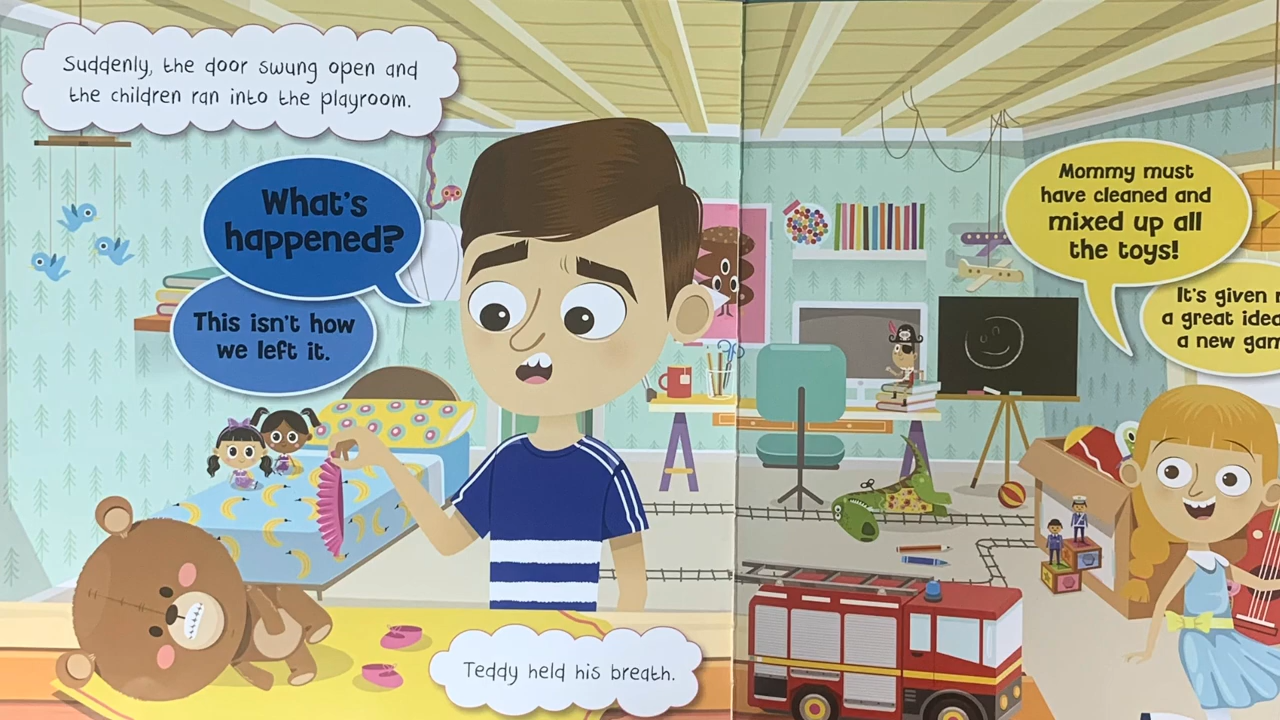 Suddenly, the door swung open and
the children ran into the playroom.
What's
happened?
This isn't how
we left it.
Mommy must
have cleaned and
mixed up all
the toys!
It's given
a great idea
a new
Teddy held his breath.